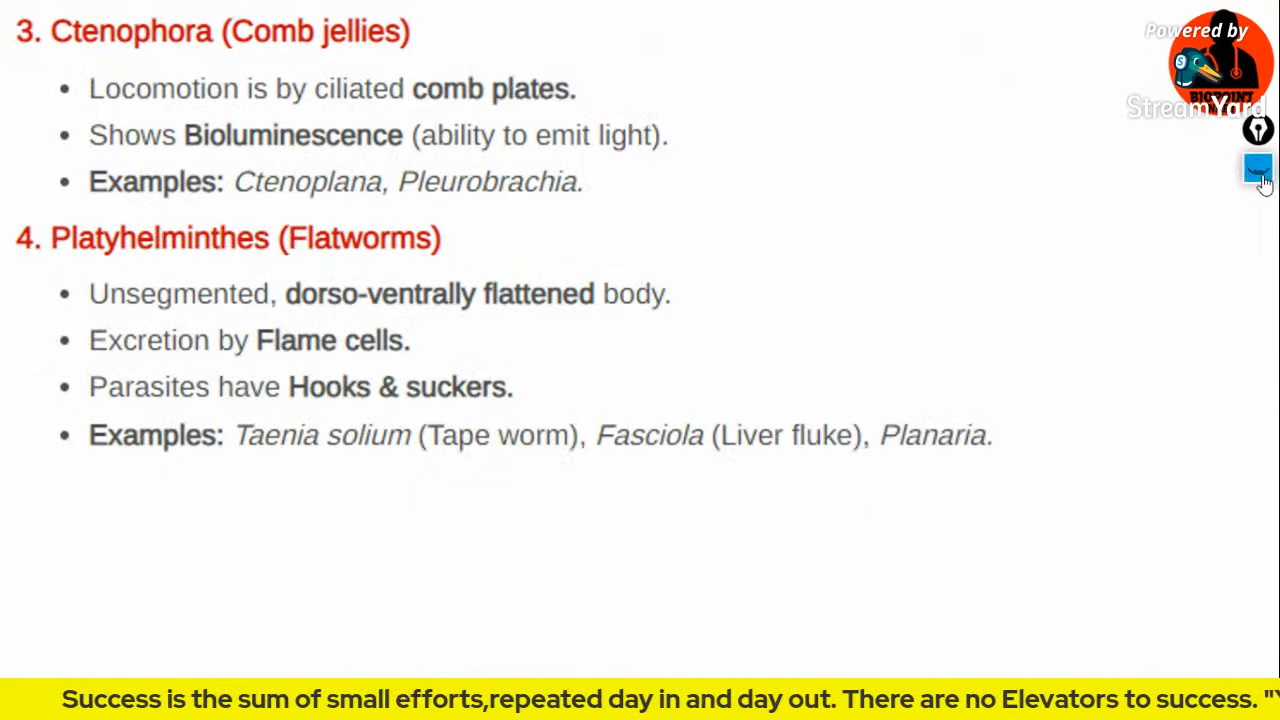 3. Ctenophora (Comb jellies)
• Locomotion is by ciliated comb plates.
• Shows Bioluminescence (ability to emit light).
• Examples: Ctenoplana, Pleurobrachia.
4. Platyhelminthes (Flatworms)
• Unsegmented, dorso-ventrally flattened body.
• Excretion by Flame cells.
• Parasites have Hooks & suckers.
• Examples: Taenia solium (Tape worm), Fasciola (Liver fluke), Planaria.
Powered by
StreamYard
Success is the sum of small efforts,repeated day in and day out. There are no Elevators to success. "